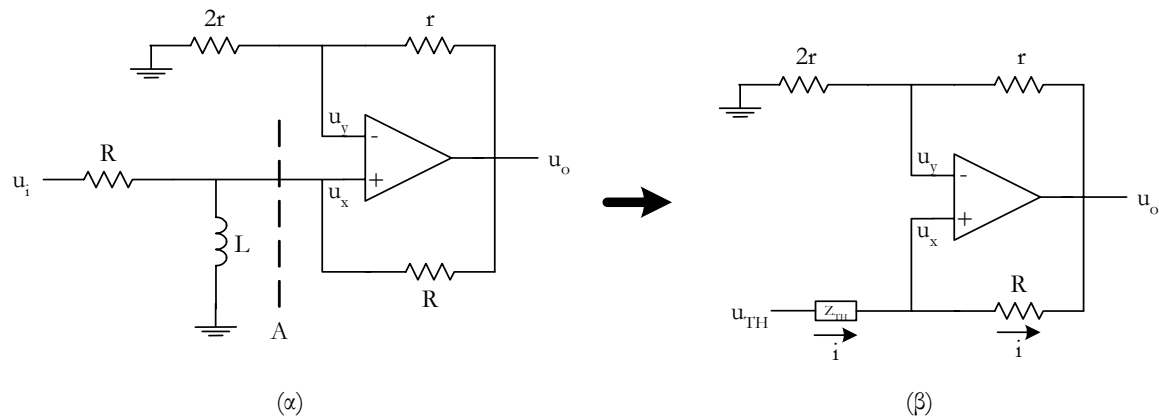 2r
r
u_y
-
R
u_i
u_x
+
u_o
L
R
A
(α)
2r
r
u_y
-
u_x
+
u_o
R
u_TH
Z_TH
i
i
(β)